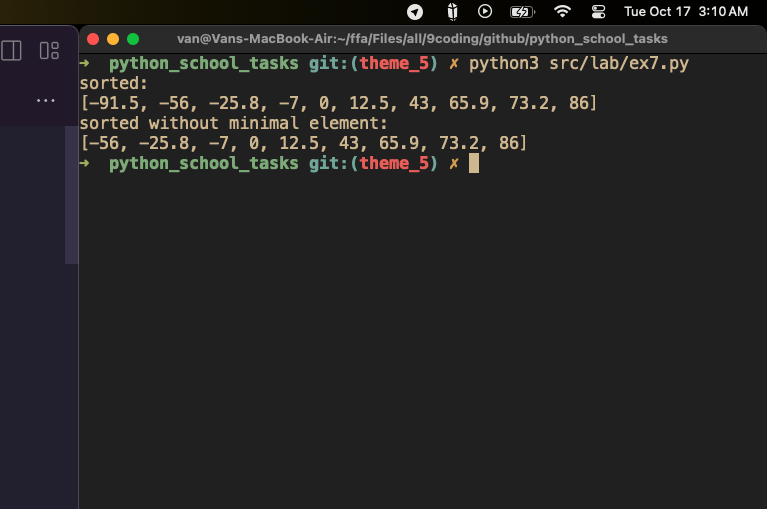 Tue Oct 17 3:10 AM
van@Vans-MacBook-Air:~/ffa/Files/all/9coding/github/python_school_tasks
→ python_school_tasks git:(theme_5) ✗ python3 src/lab/ex7.py
sorted:
[-91.5, -56, -25.8, -7, 0, 12.5, 43, 65.9, 73.2, 86]
sorted without minimal element:
[-56, -25.8, -7, 0, 12.5, 43, 65.9, 73.2, 86]
→ python_school_tasks git:(theme_5) ✗